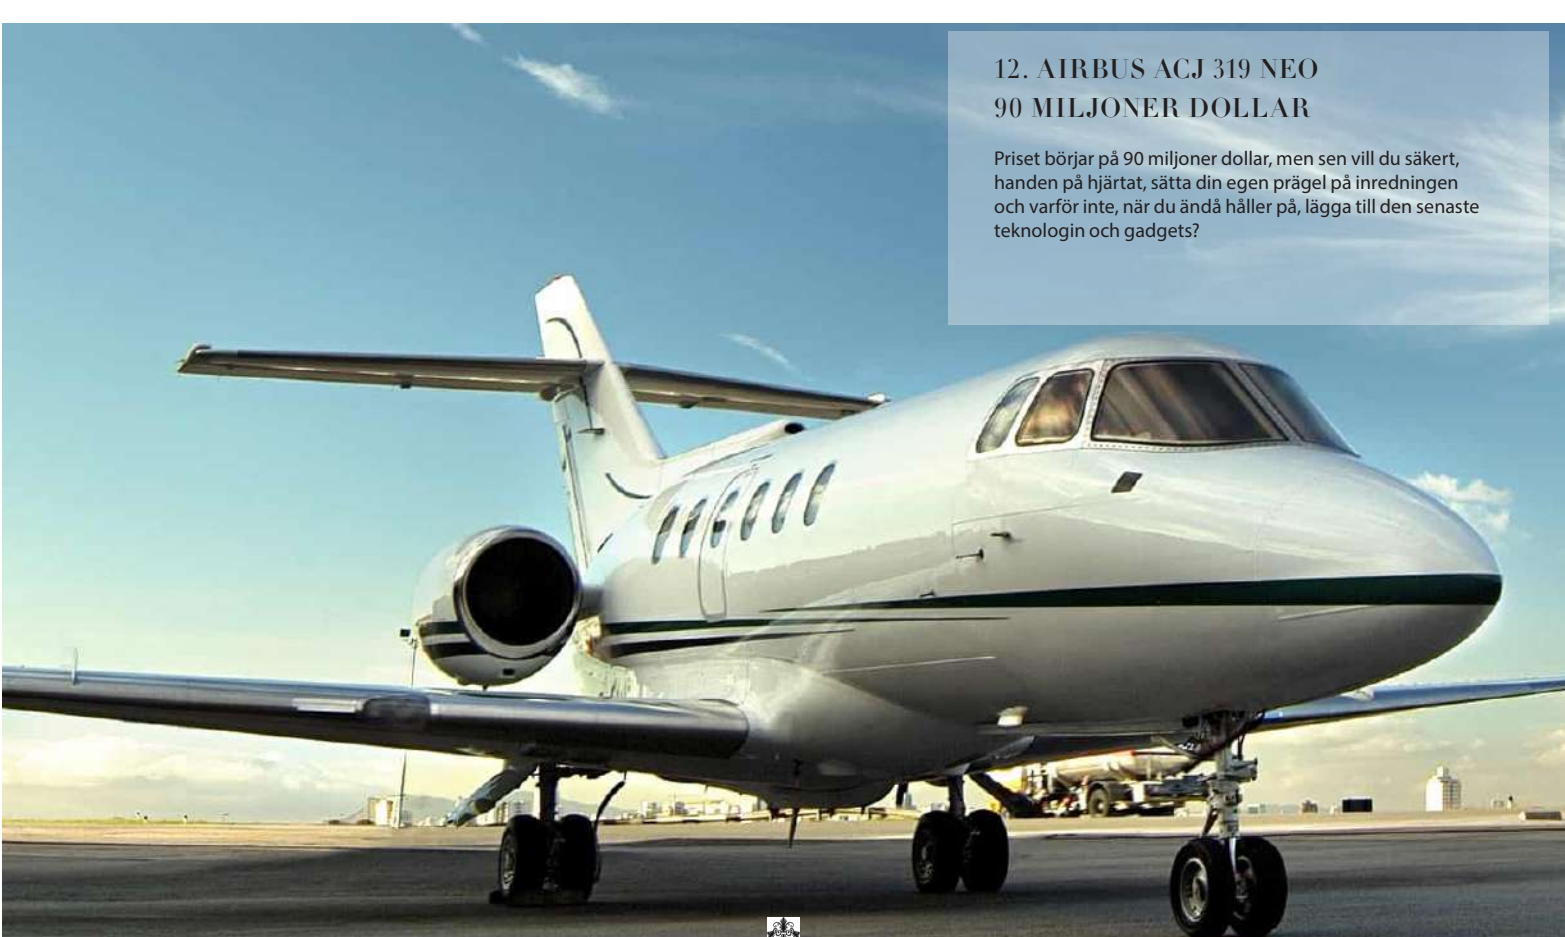 12. AIRBUS ACJ 319 NEO
90 MILJONER DOLLAR
Priset börjar på 90 miljoner dollar, men sen vill du säkert,
handen på hjärtat, sätta din egen prägel på inredningen
och varför inte, när du ändå håller på, lägga till den senaste
teknologin och gadgets?